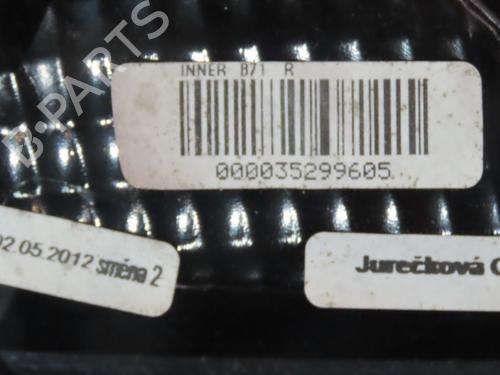 INNER B71 R
000035299605
02.05.2012 směna 2
Jurečková
B-PARTS